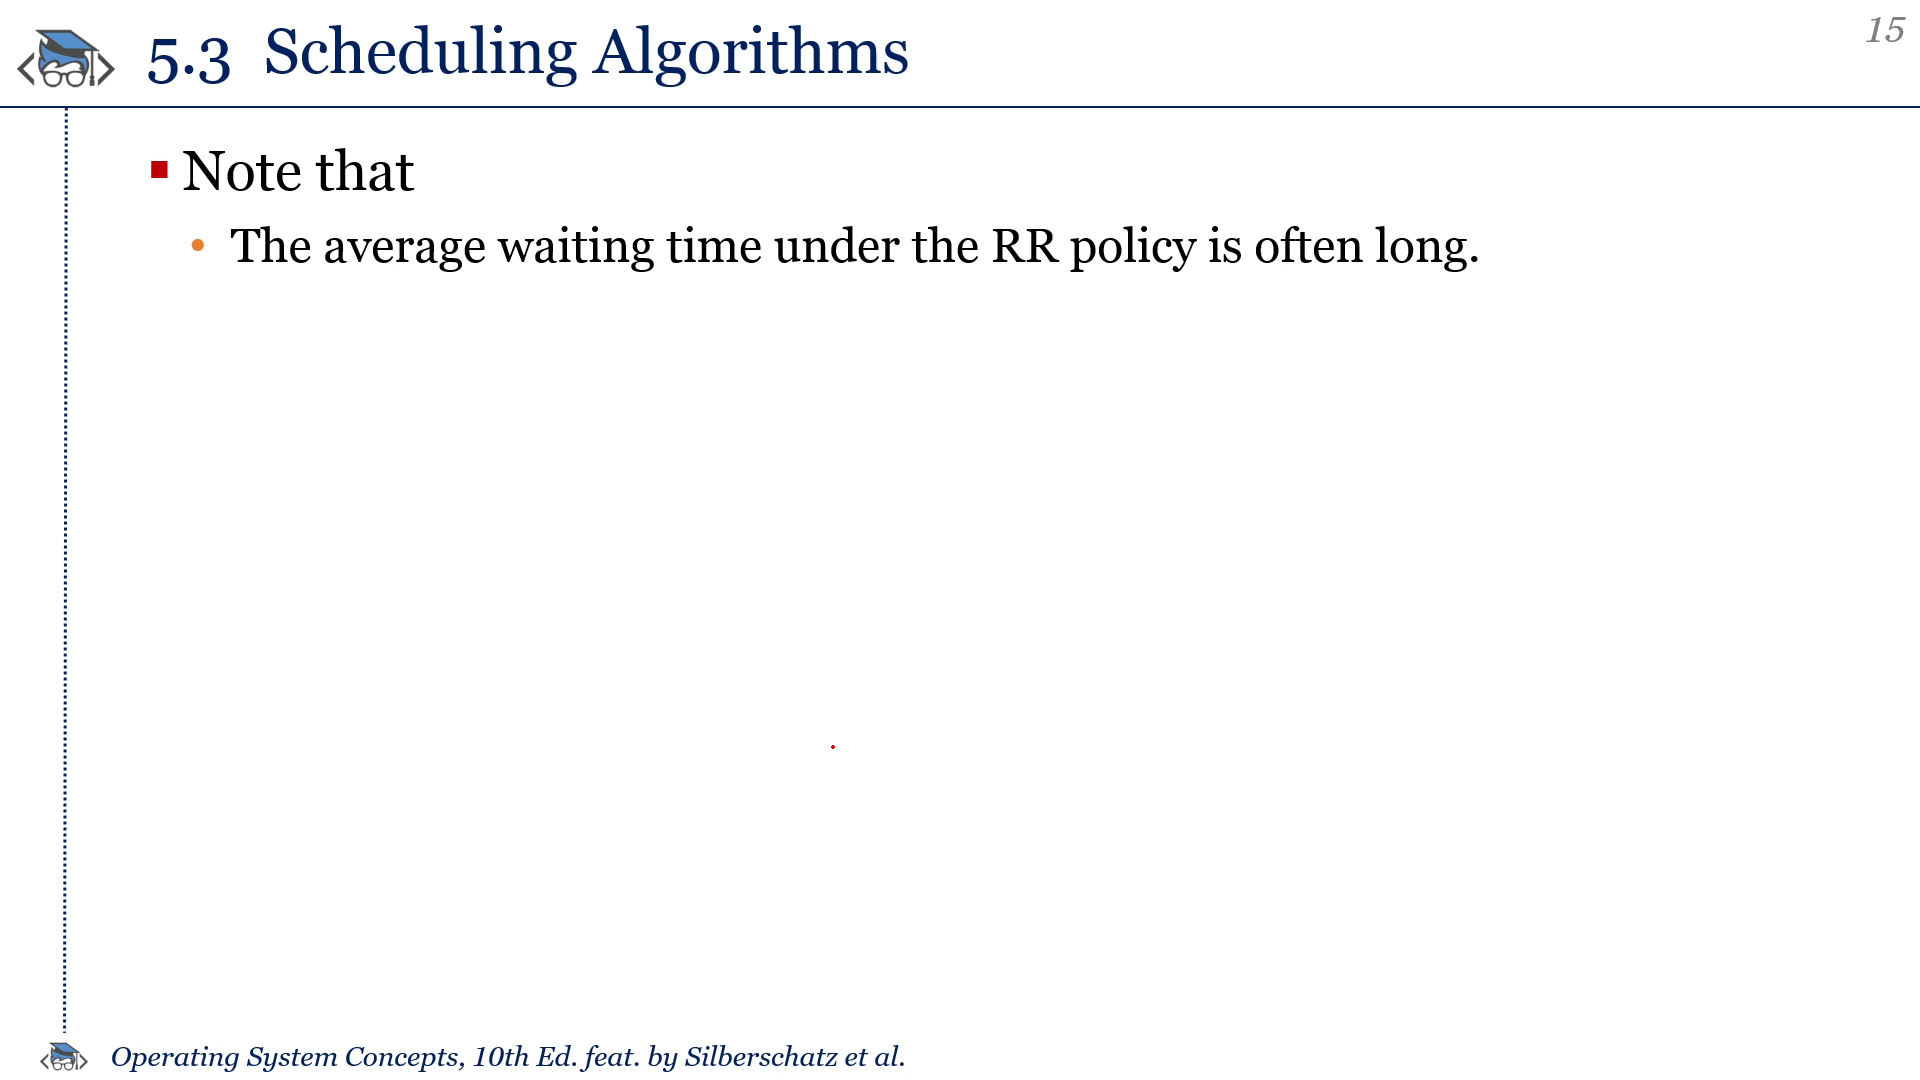 5.3 Scheduling Algorithms
15
Note that
The average waiting time under the RR policy is often long.
Operating System Concepts, 10th Ed. feat. by Silberschatz et al.